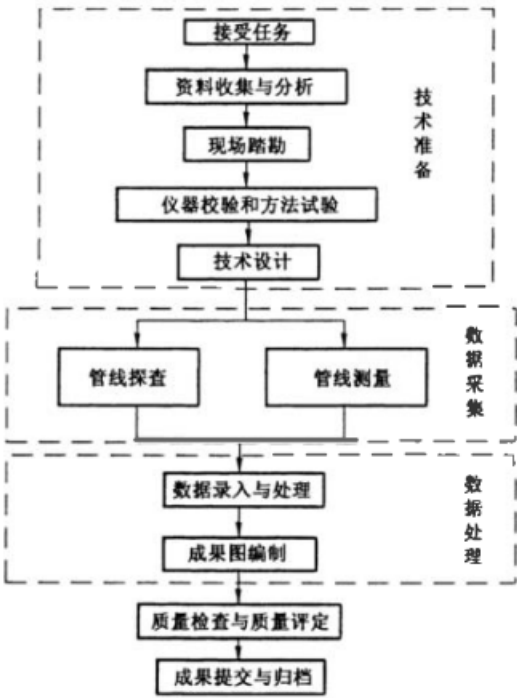 接受任务
资料收集与分析
现场踏勘
仪器校验和方法试验
技术设计
技术准备
管线探查
管线测量
数据采集
数据录入与处理
成果图编制
数据处理
质量检查与质量评定
成果提交与归档